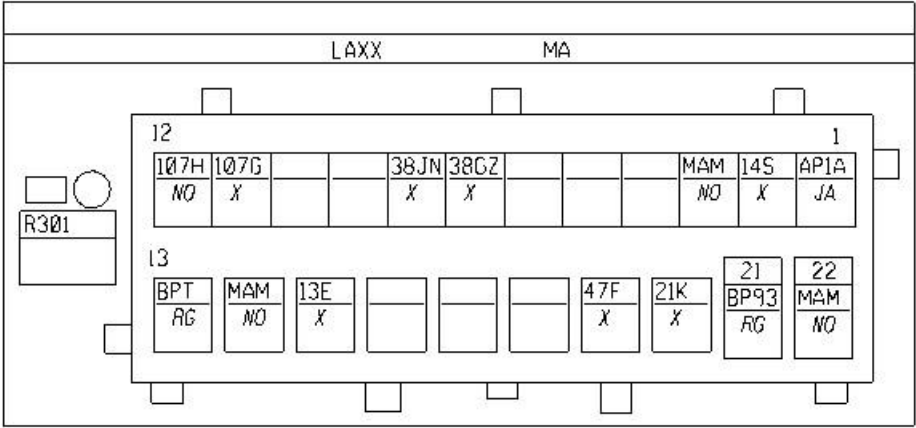 LAXX MA
12 1
107H 107G 38JN 38GZ MAM 14S AP1A
NO X X X NO X JA
R301
13 21 22
BPT MAM 13E 47F 21K BP93 MAM
RG NO X X X RG NO